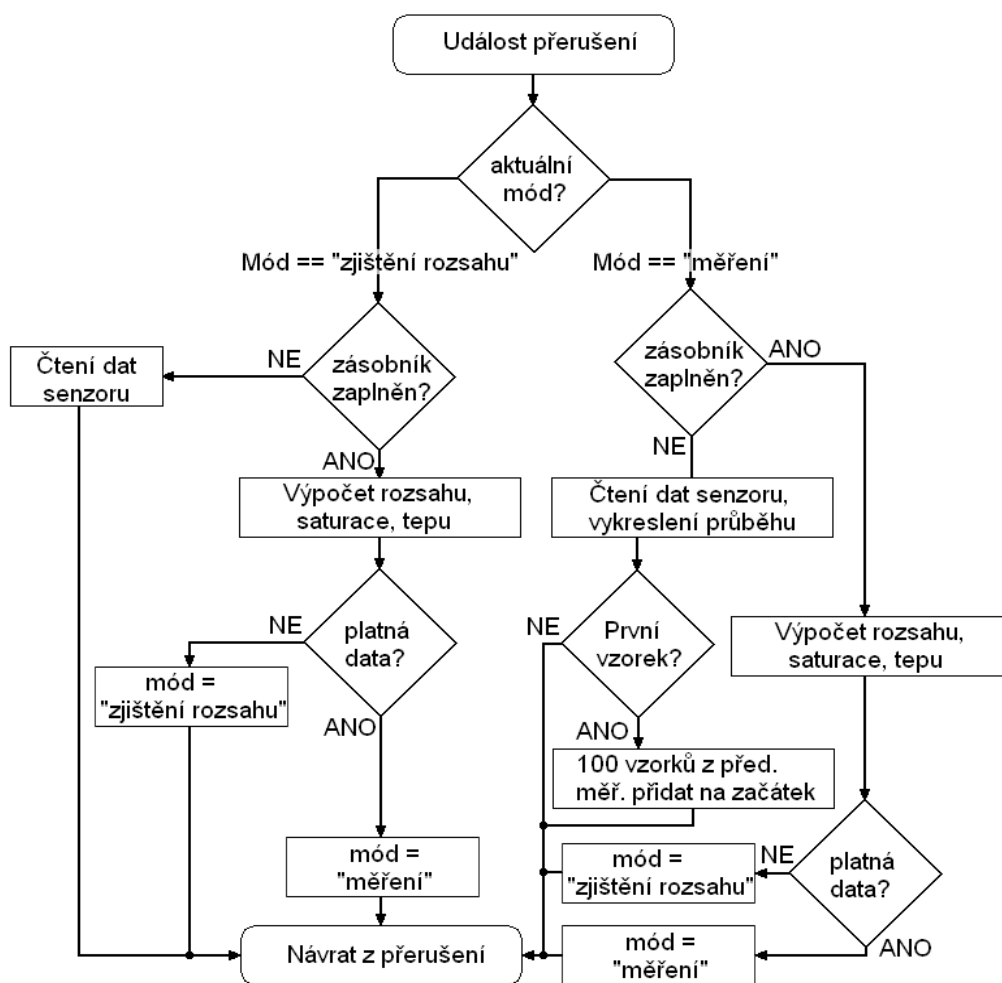 Událost přerušení
aktuální
mód?
Mód == "zjištění rozsahu"
Mód == "měření"
NE
zásobník
zaplněn?
zásobník
zaplněn?
ANO
Čtení dat
senzoru
ANO
NE
Výpočet rozsahu,
saturace, tepu
Čtení dat senzoru,
vykreslení průběhu
NE
platná
data?
NE
První
vzorek?
Výpočet rozsahu,
saturace, tepu
mód =
"zjištění rozsahu"
ANO
ANO
100 vzorků z před.
měř. přidat na začátek
mód =
"měření"
mód =
"zjištění rozsahu"
NE
platná
data?
Návrat z přerušení
mód =
"měření"
ANO